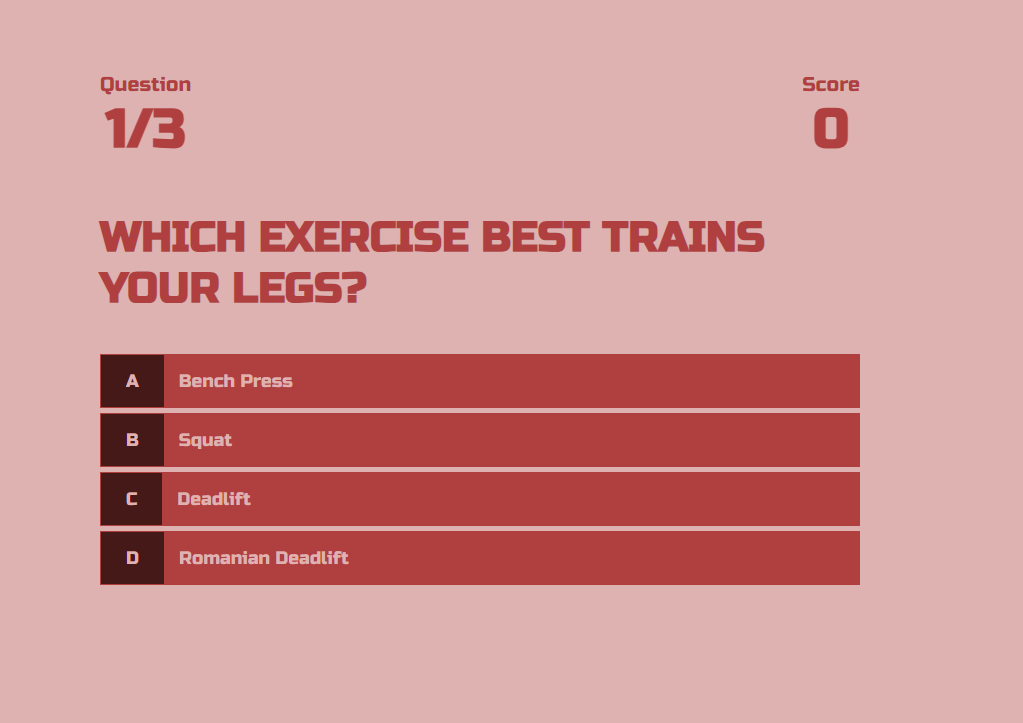 Question
1/3
Score
0
WHICH EXERCISE BEST TRAINS
YOUR LEGS?
A Bench Press
B Squat
C Deadlift
D Romanian Deadlift